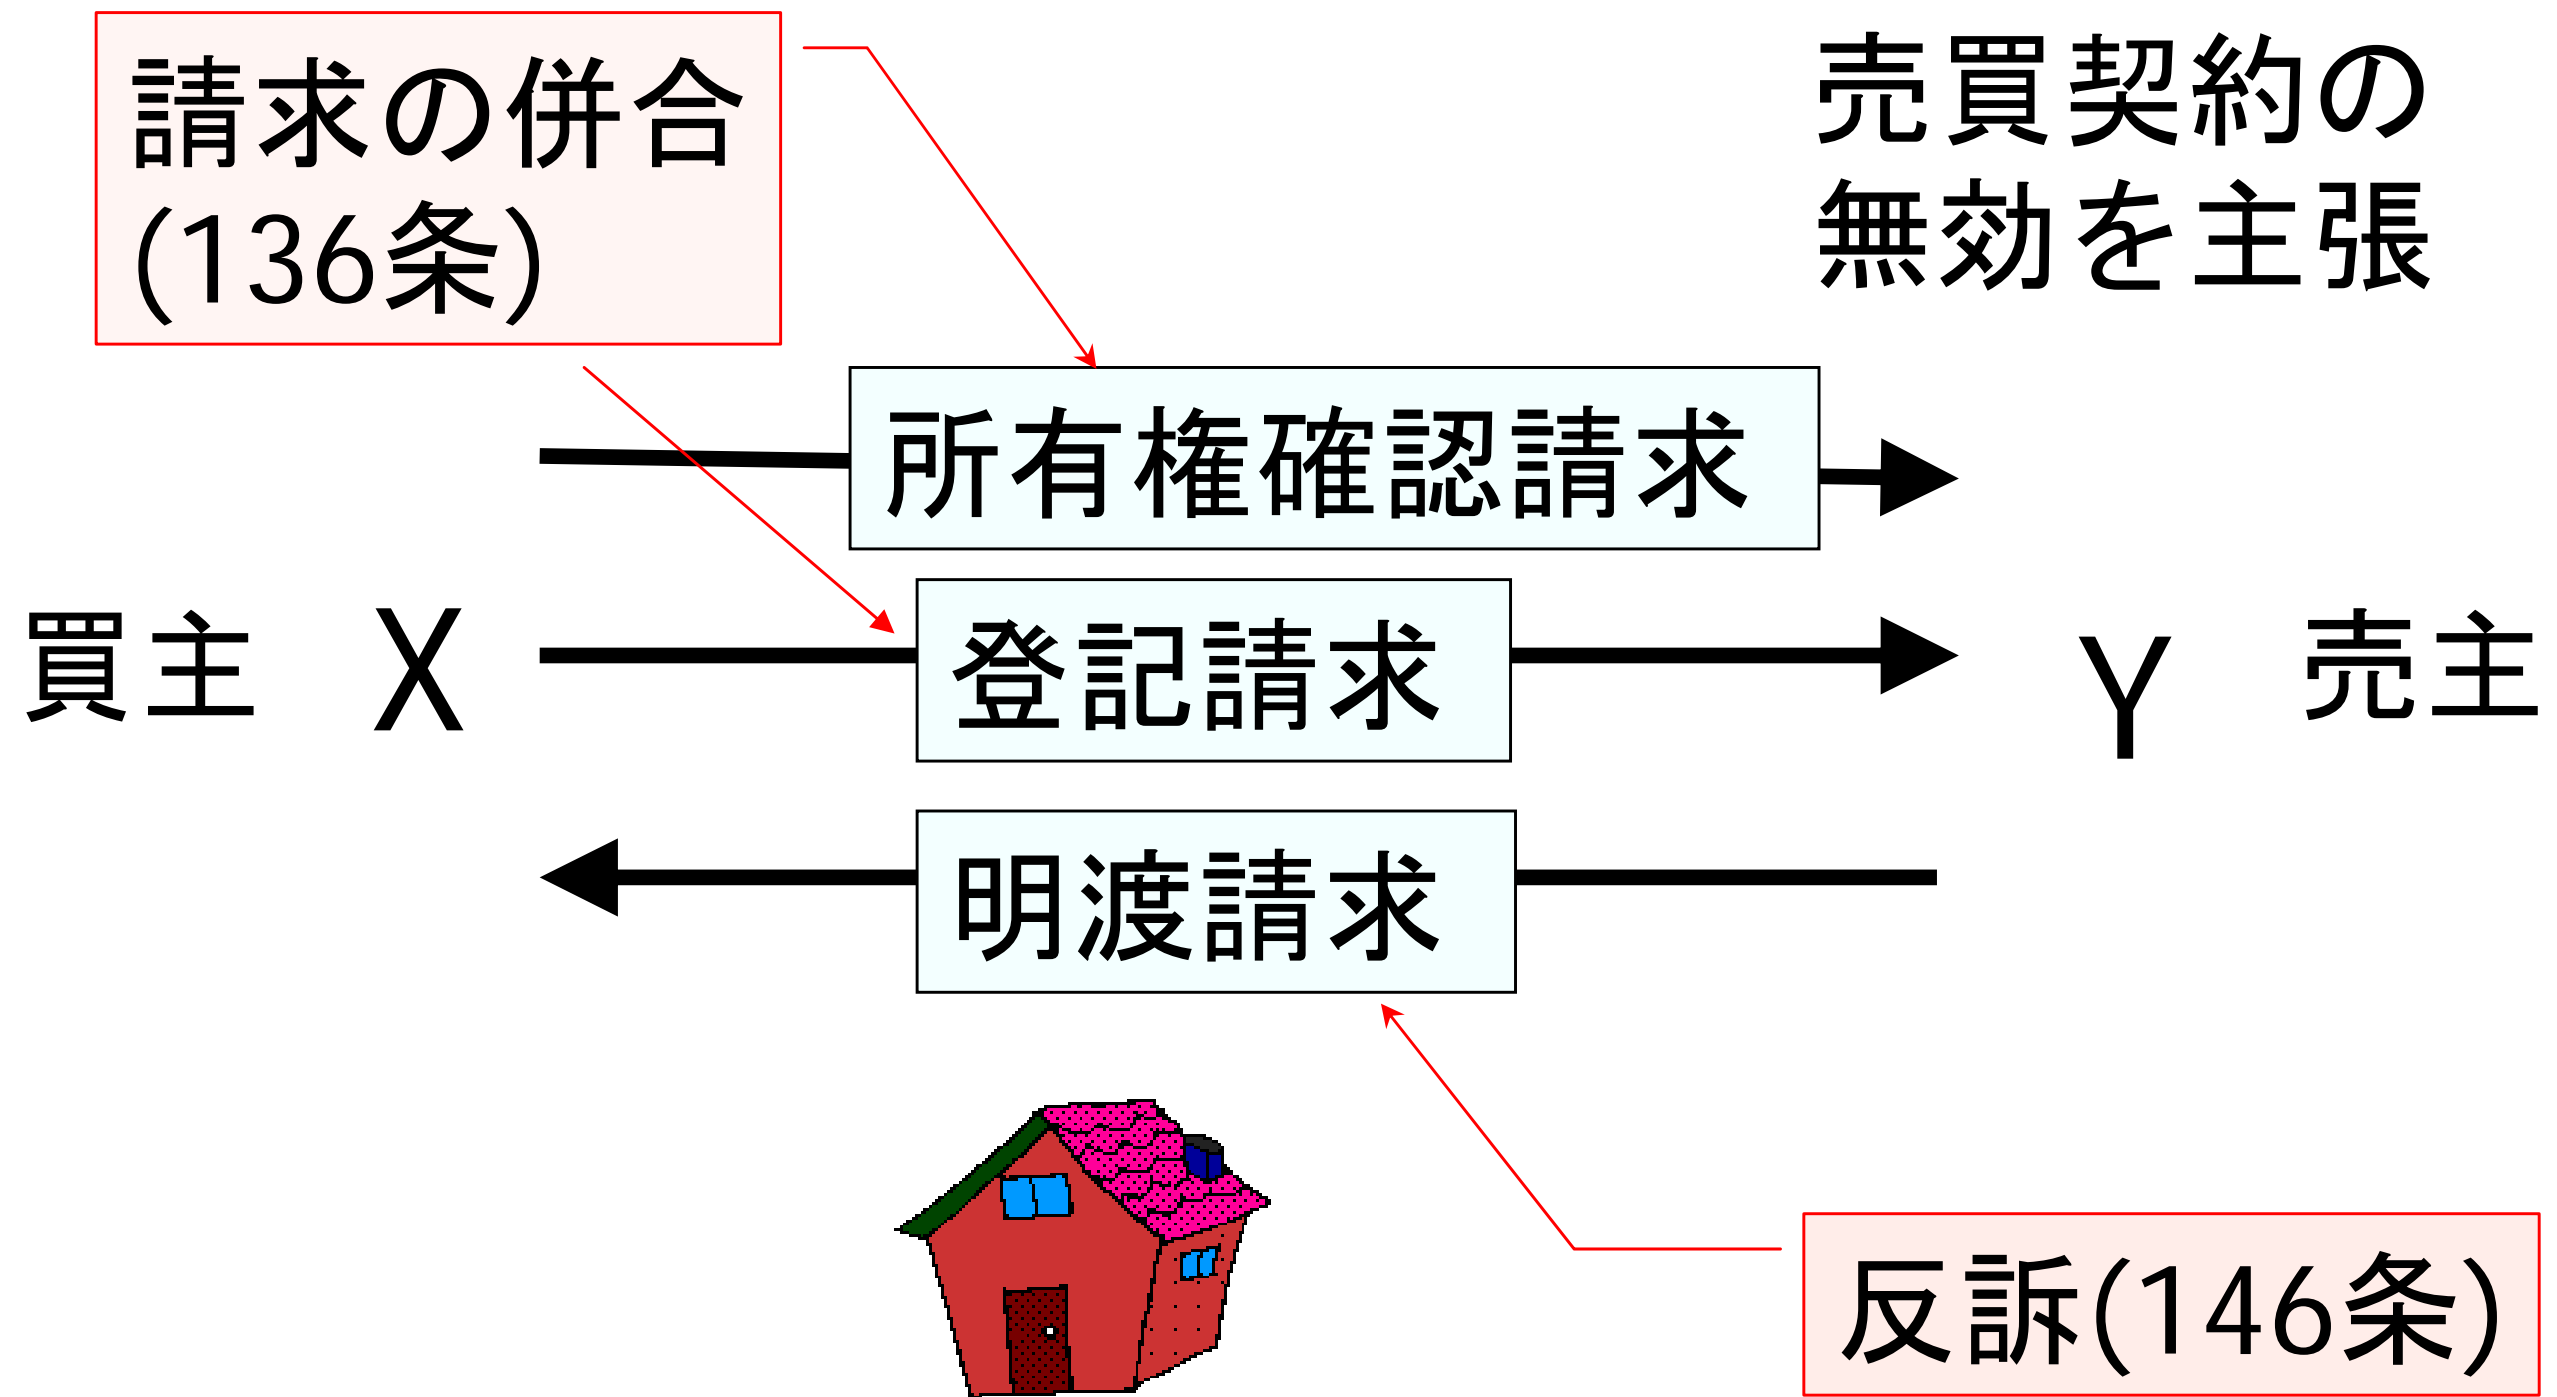 請求の併合
(136条)
売買契約の
無効を主張
所有権確認請求
買主 X
登記請求
Y 売主
明渡請求
反訴(146条)